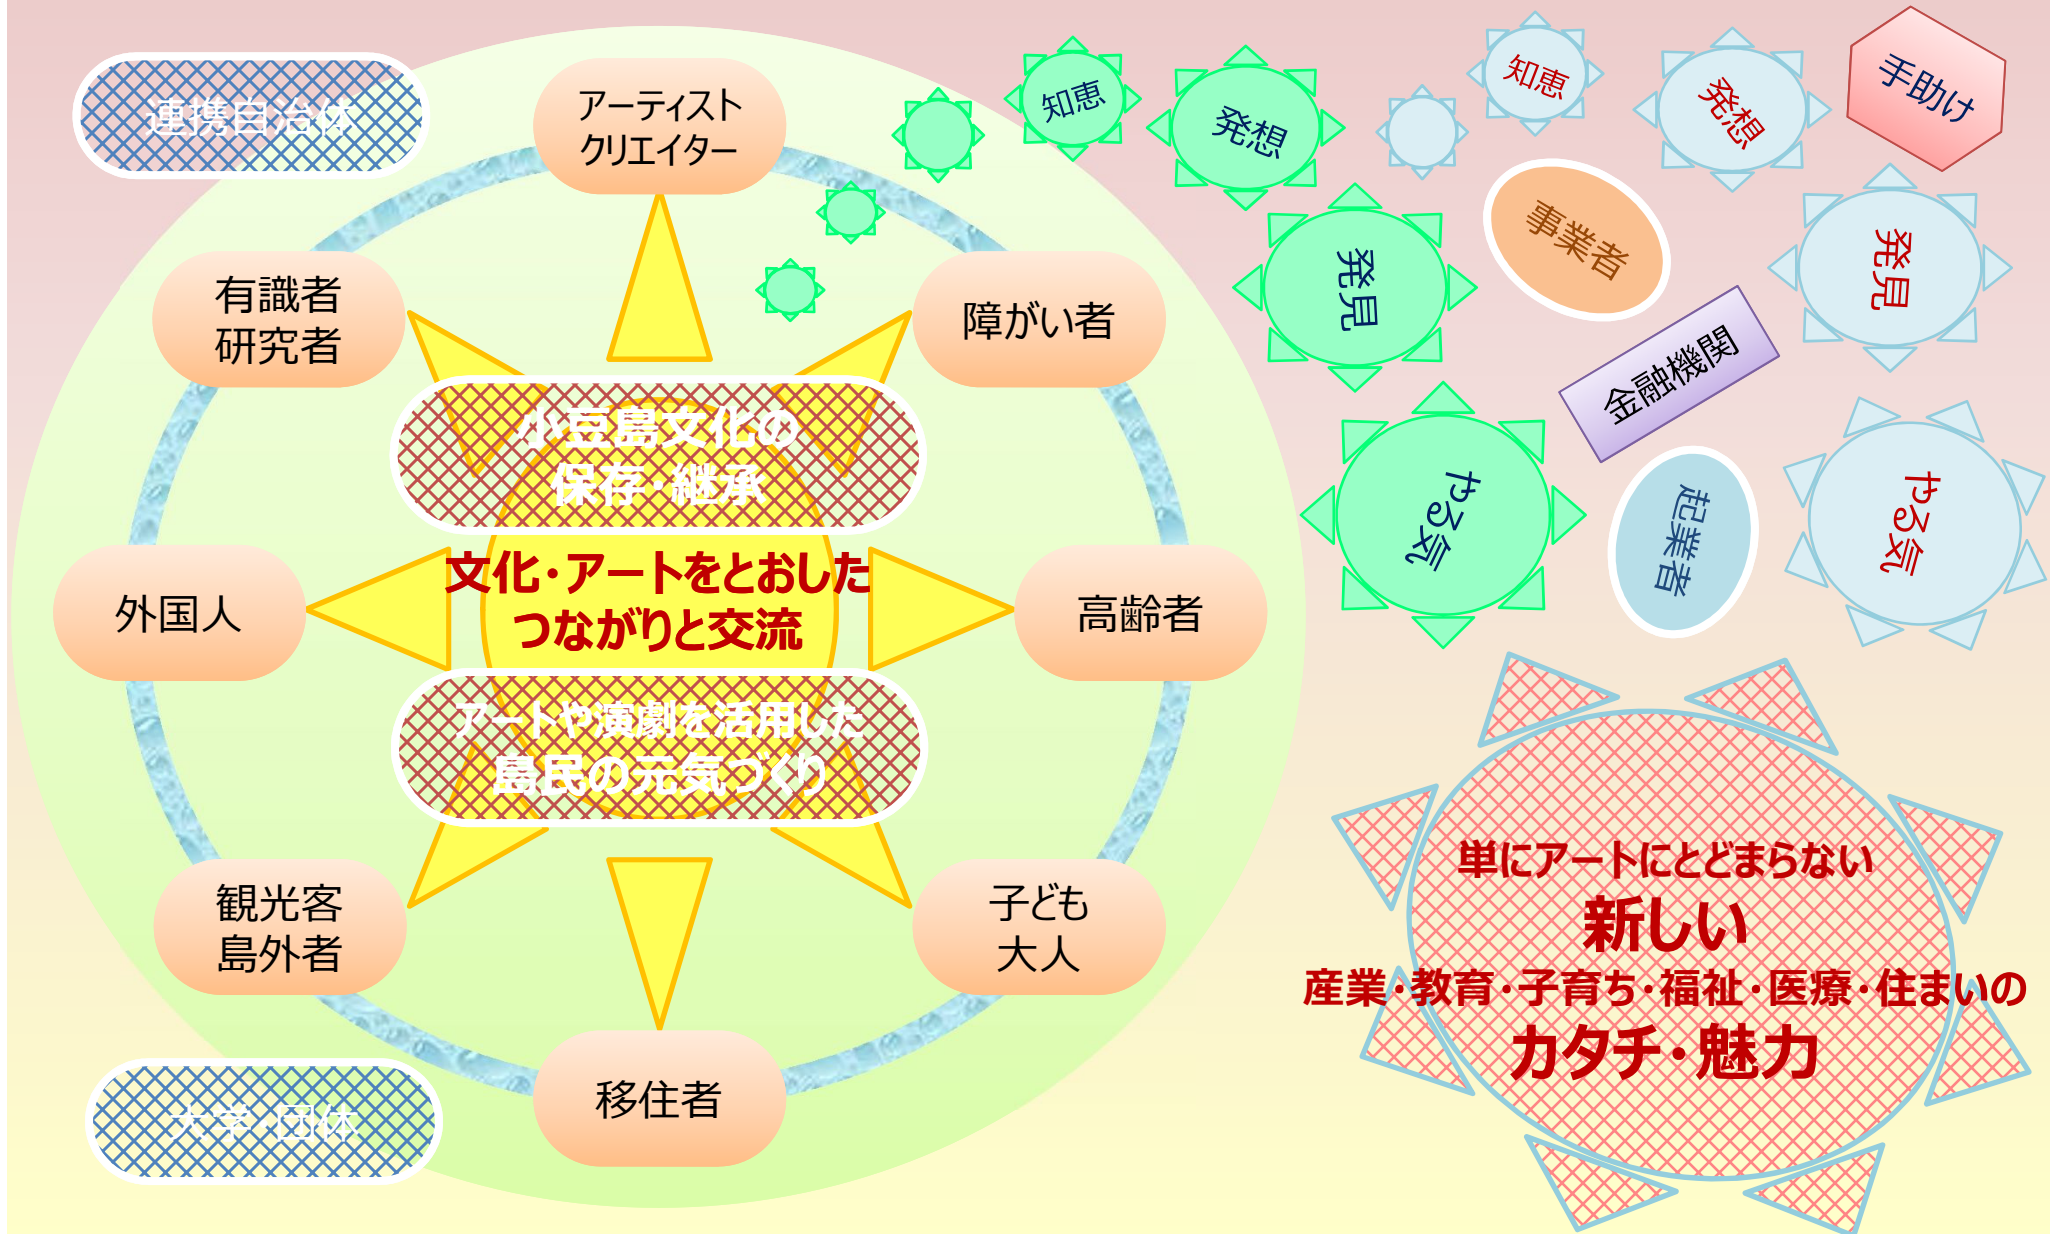 連携自治体
アーティスト
クリエイター
有識者
研究者
障がい者
小豆島文化の
保存・継承
文化・アートをとおした
つながりと交流
外国人
高齢者
アートや演劇を活用した
島民の元気づくり
観光客
島外者
子ども
大人
移住者
大学・団体
知恵
発想
発見
やる気
知恵
発想
手助け
事業者
発見
金融機関
起業者
やる気
単にアートにとどまらない
新しい
産業・教育・子育ち・福祉・医療・住まいの
カタチ・魅力